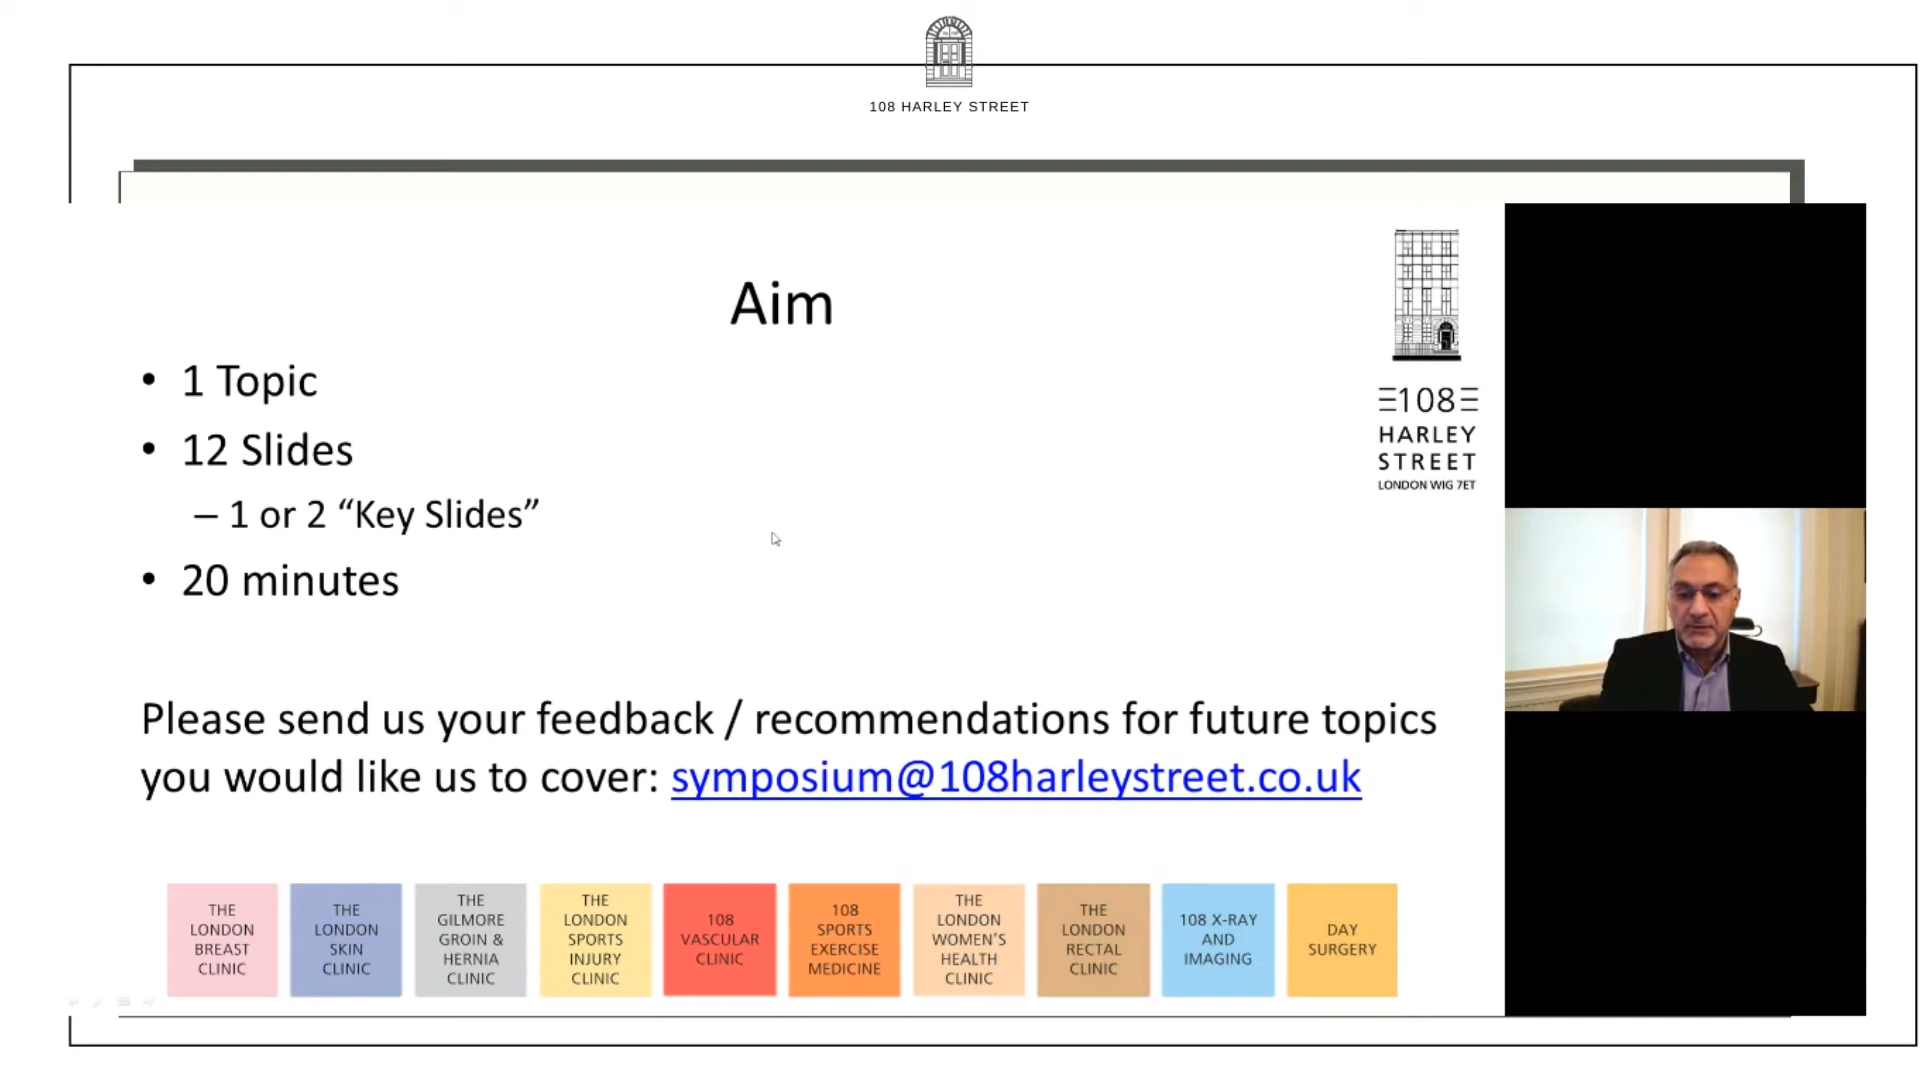 108 HARLEY STREET
Aim
• 1 Topic
• 12 Slides
– 1 or 2 “Key Slides”
• 20 minutes
Please send us your feedback / recommendations for future topics
you would like us to cover: symposium@108harleystreet.co.uk
108
HARLEY
STREET
LONDON W1G 7ET
THE
LONDON
BREAST
CLINIC
THE
LONDON
SKIN
CLINIC
THE
GILMORE
GROIN &
HERNIA
CLINIC
THE
LONDON
SPORTS
INJURY
CLINIC
108
VASCULAR
CLINIC
108
SPORTS
EXERCISE
MEDICINE
THE
LONDON
WOMEN’S
HEALTH
CLINIC
THE
LONDON
RECTAL
CLINIC
108 X-RAY
AND
IMAGING
DAY
SURGERY